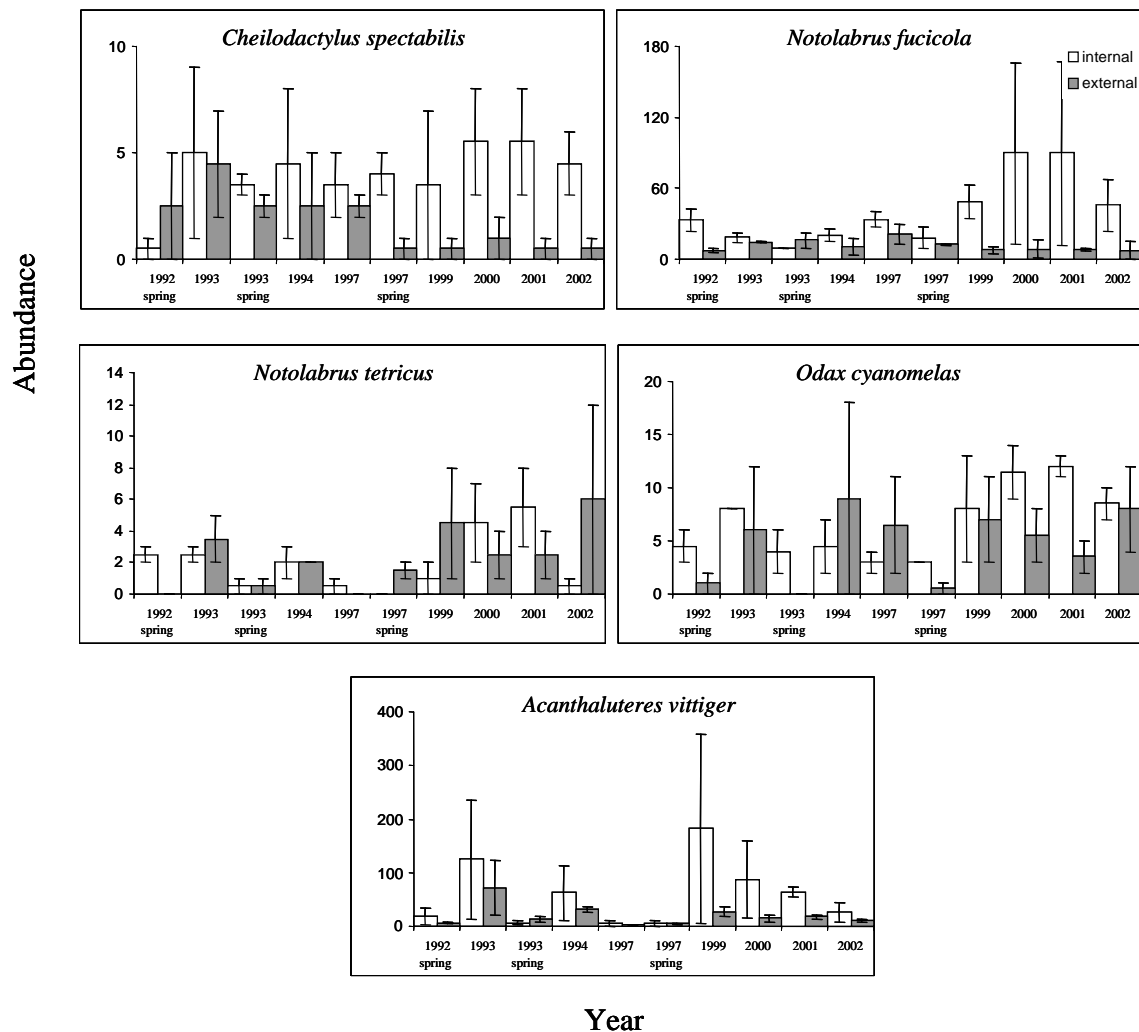 Abundance
Cheilodactylus spectabilis
10
5
0
1992 1993 1993 1994 1997 1997 1999 2000 2001 2002
spring spring spring
Notolabrus fucicola
internal
external
180
120
60
0
1992 1993 1993 1994 1997 1997 1999 2000 2001 2002
spring spring spring
Notolabrus tetricus
14
12
10
8
6
4
2
0
1992 1993 1993 1994 1997 1997 1999 2000 2001 2002
spring spring spring
Odax cyanomelas
20
15
10
5
0
1992 1993 1993 1994 1997 1997 1999 2000 2001 2002
spring spring spring
Acanthaluteres vittiger
400
300
200
100
0
1992 1993 1993 1994 1997 1997 1999 2000 2001 2002
spring spring spring
Year